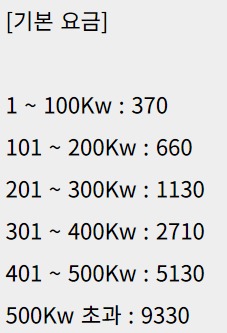 [기본 요금]
1 ~ 100Kw : 370
101 ~ 200Kw : 660
201 ~ 300Kw : 1130
301 ~ 400Kw : 2710
401 ~ 500Kw : 5130
500Kw 초과 : 9330